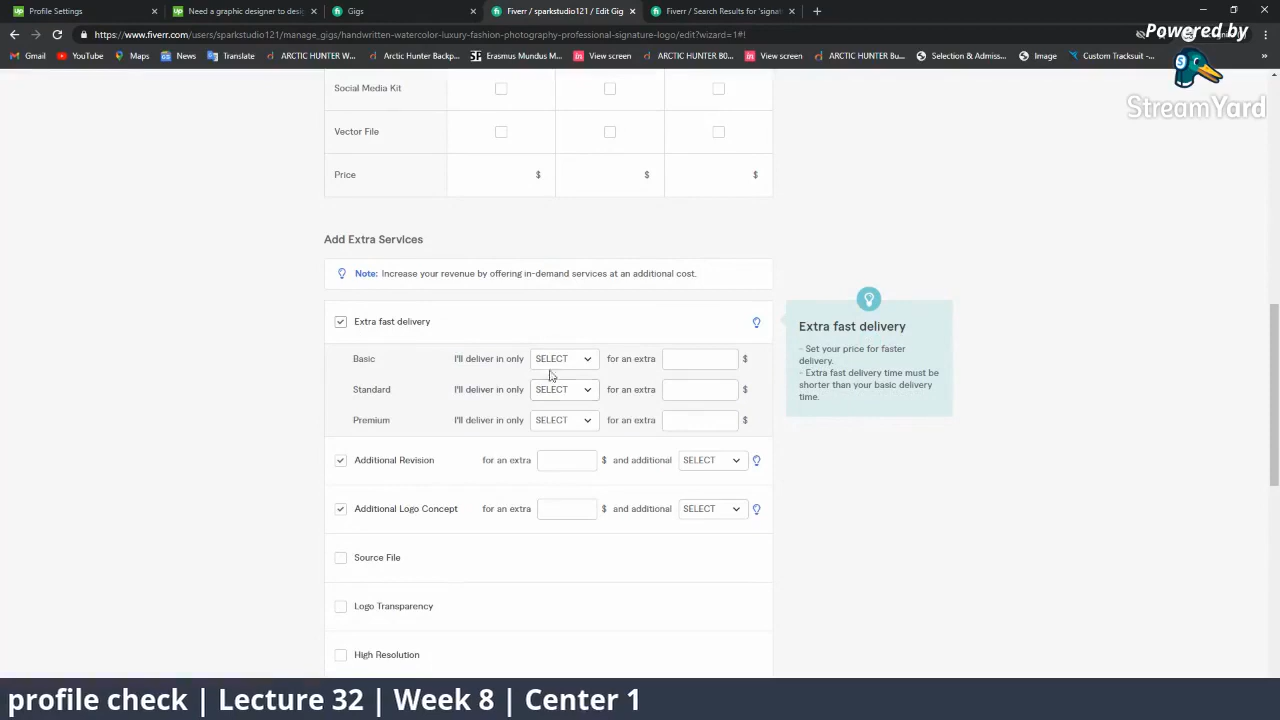 Profile Settings
Need a graphic designer to desig
Gigs
Fiverr / sparkstudio121 / Edit Gig
Fiverr / Search Results for 'signat
https://www.fiverr.com/users/sparkstudio121/manage_gigs/handwritten-watercolor-luxury-fashion-photography-professional-signature-logo/edit?wizard=1#!
Powered by
Gmail
YouTube
Maps
News
Translate
ARCTIC HUNTER W...
Arctic Hunter Backp...
Erasmus Mundus M...
View screen
ARCTIC HUNTER 80...
View screen
ARCTIC HUNTER Bu...
Selection & Admiss...
Image
Custom Tracksuit -...
StreamYard
Social Media Kit
Vector File
Price $ $ $
Add Extra Services
Note: Increase your revenue by offering in-demand services at an additional cost.
Extra fast delivery
Basic I'll deliver in only SELECT for an extra $
Standard I'll deliver in only SELECT for an extra $
Premium I'll deliver in only SELECT for an extra $
Extra fast delivery
- Set your price for faster
delivery.
- Extra fast delivery time must be
shorter than your basic delivery
time.
Additional Revision for an extra $ and additional SELECT
Additional Logo Concept for an extra $ and additional SELECT
Source File
Logo Transparency
High Resolution
profile check | Lecture 32 | Week 8 | Center 1